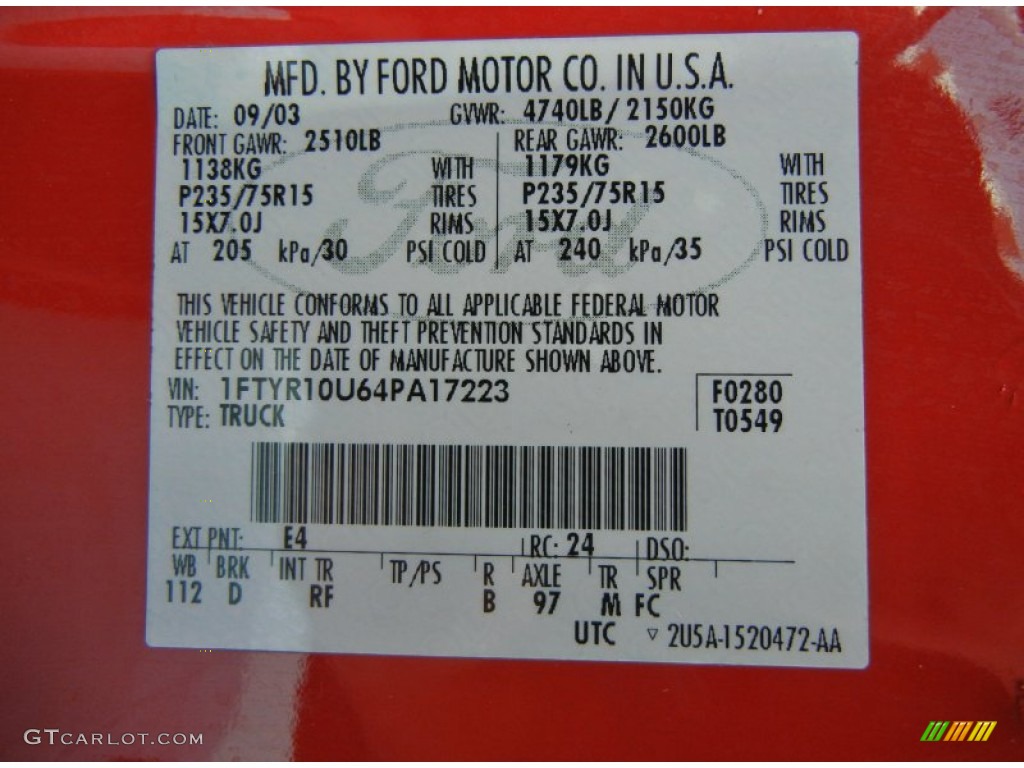 MFD. BY FORD MOTOR CO. IN U.S.A.
DATE: 09/03 GVWR: 4740LB/ 2150KG
FRONT GAWR: 2510LB REAR GAWR: 2600LB
1138KG WITH 1179KG WITH
P235/75R15 TIRES P235/75R15 TIRES
15X7.0J RIMS 15X7.0J RIMS
AT 205 kPa/30 PSI COLD AT 240 kPa/35 PSI COLD
Ford
THIS VEHICLE CONFORMS TO ALL APPLICABLE FEDERAL MOTOR
VEHICLE SAFETY AND THEFT PREVENTION STANDARDS IN
EFFECT ON THE DATE OF MANUFACTURE SHOWN ABOVE.
VIN: 1FTYR10U64PA17223 F0280
TYPE: TRUCK T0549
EXT PNT: E4 RC: 24 DSO:
WB BRK INT TR TP/PS R AXLE TR SPR
112 D RF B 97 M FC
UTC ▽ 2U5A-1520472-AA
GTCARLOT.COM